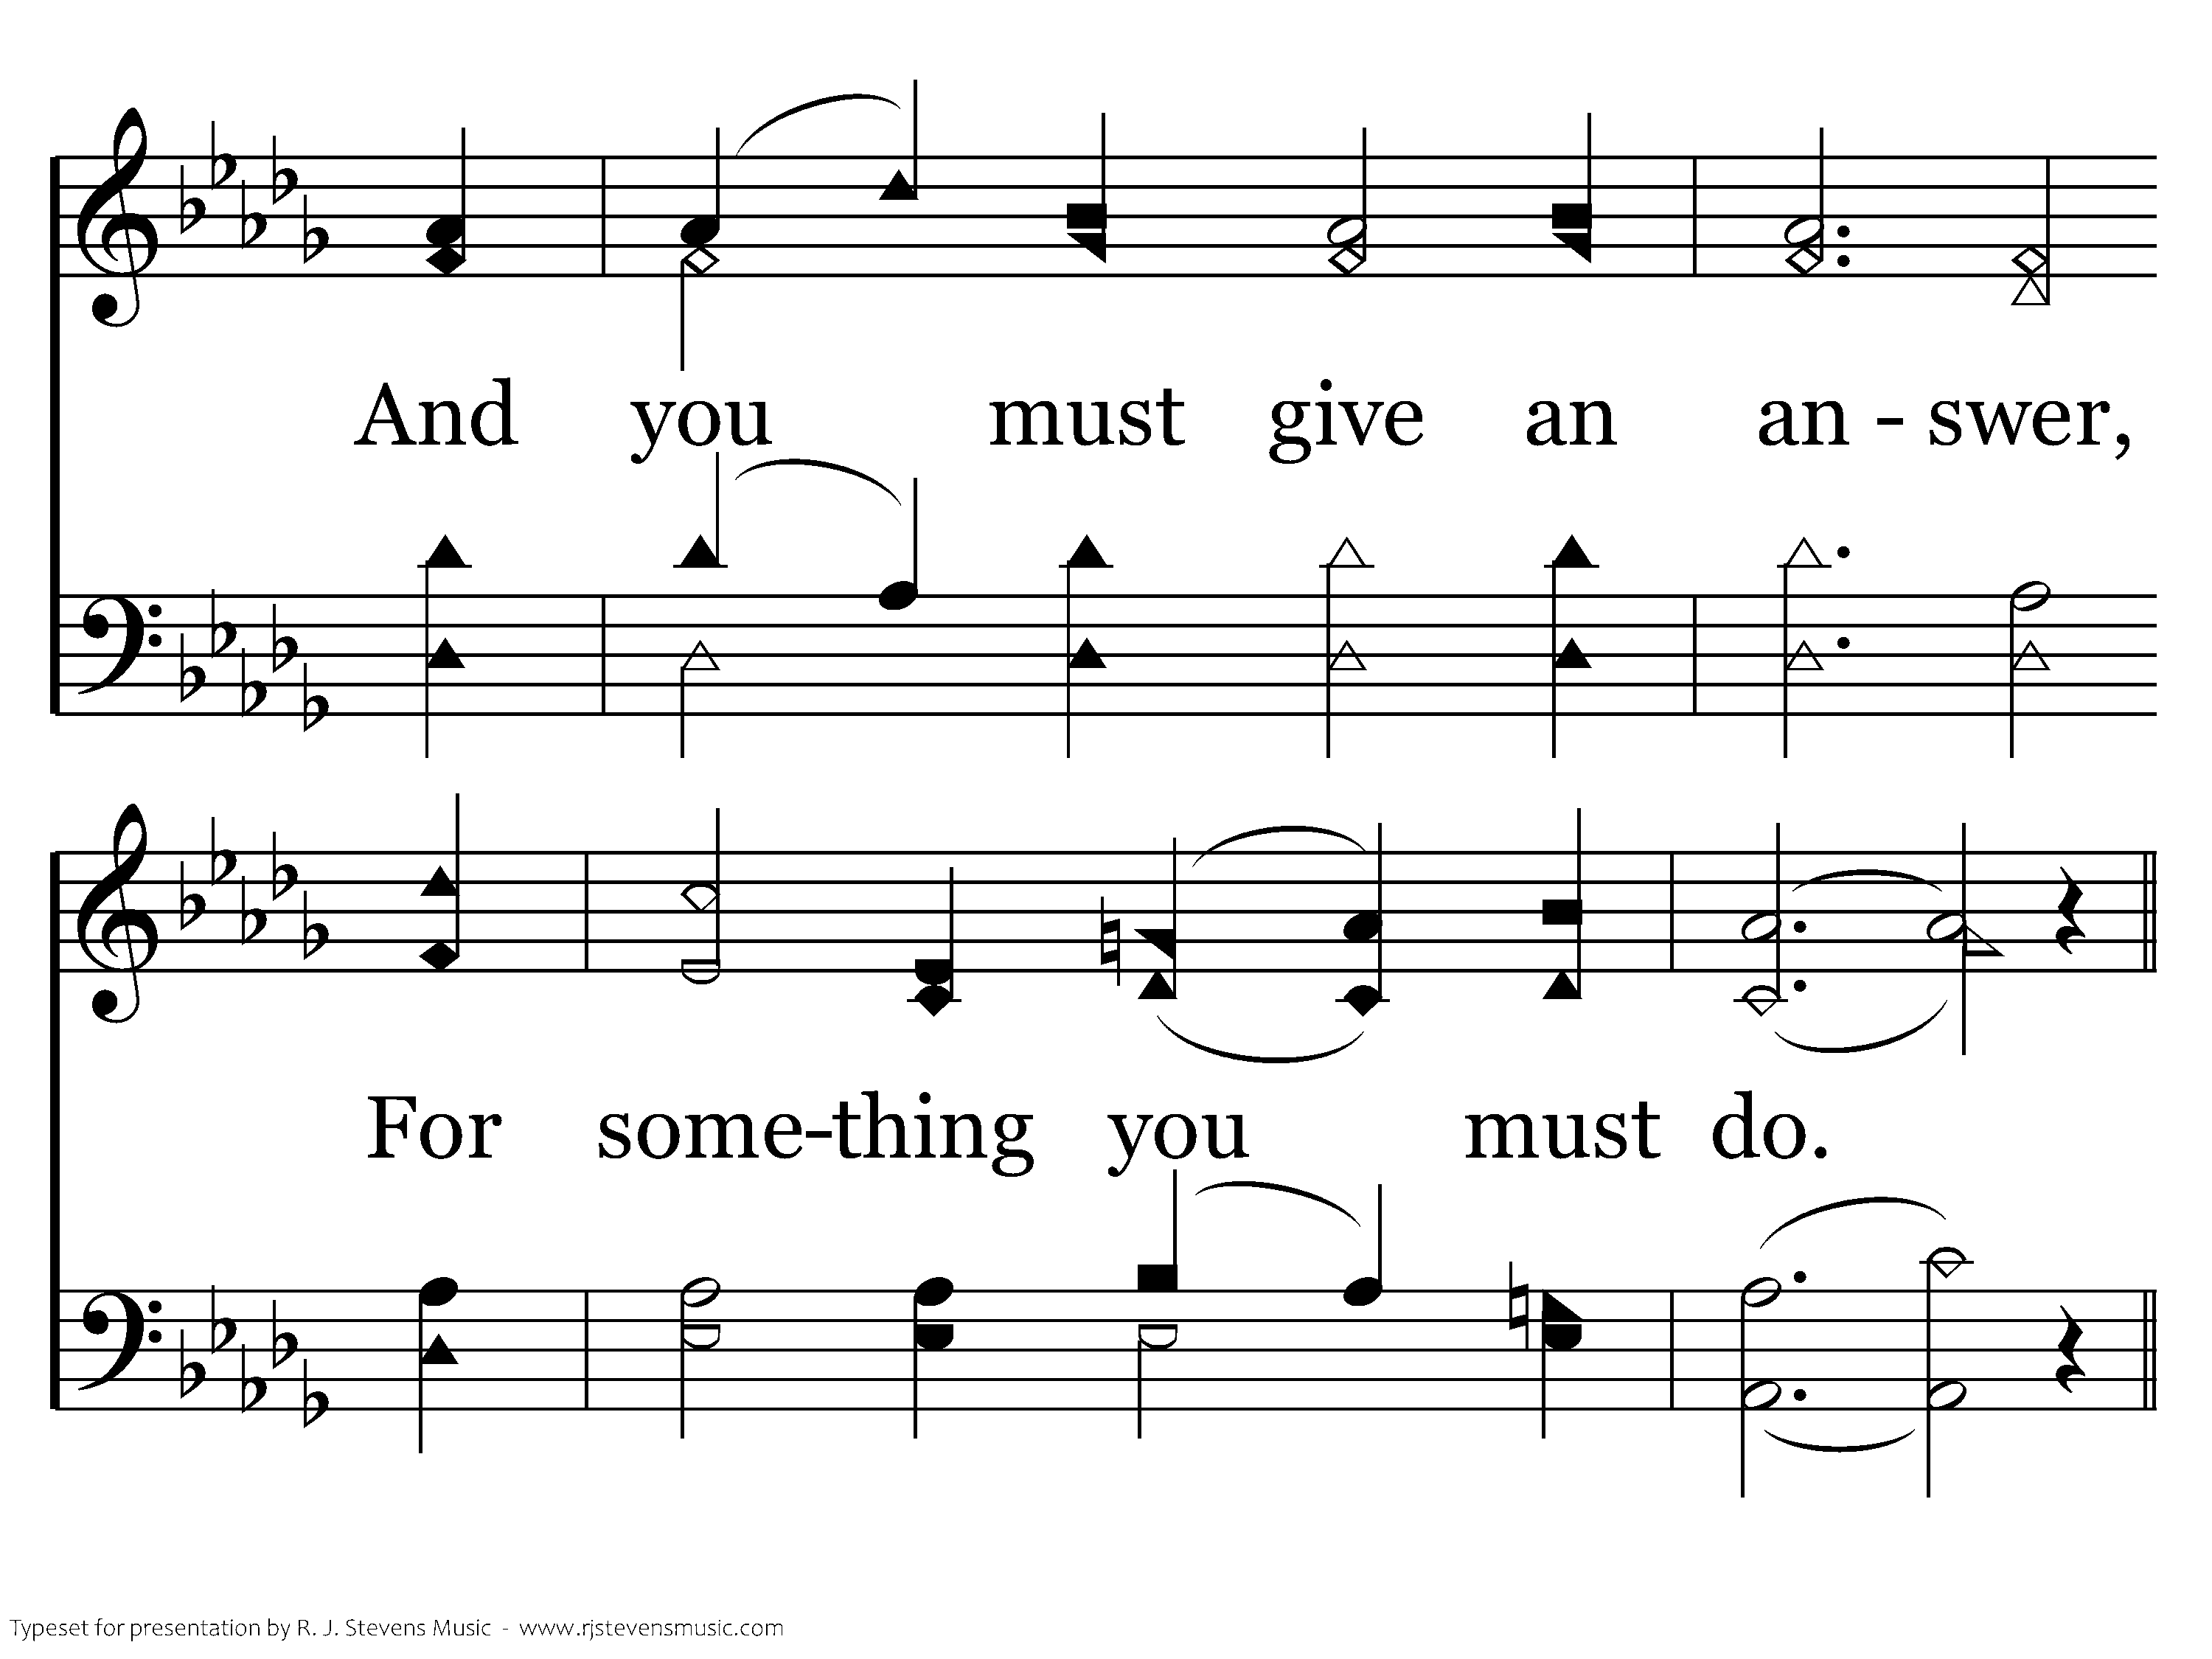 And you must give an an - swer,
For some-thing you must do.
Typeset for presentation by R. J. Stevens Music - www.rjstevensmusic.com